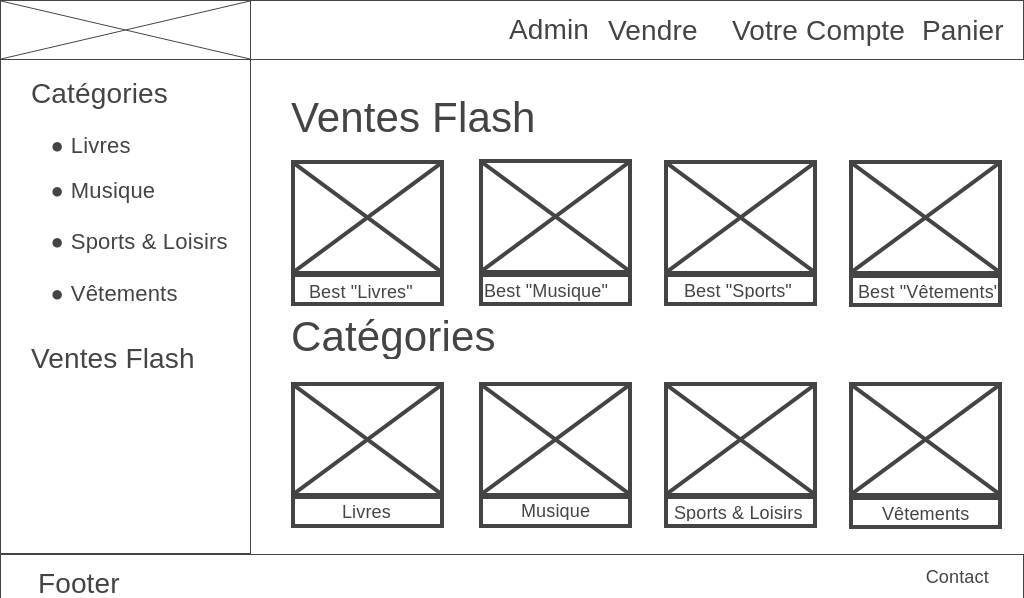 Admin Vendre Votre Compte Panier
Catégories
● Livres
● Musique
● Sports & Loisirs
● Vêtements
Ventes Flash
Ventes Flash
Best "Livres" Best "Musique" Best "Sports" Best "Vêtements"
Catégories
Livres Musique Sports & Loisirs Vêtements
Footer
Contact